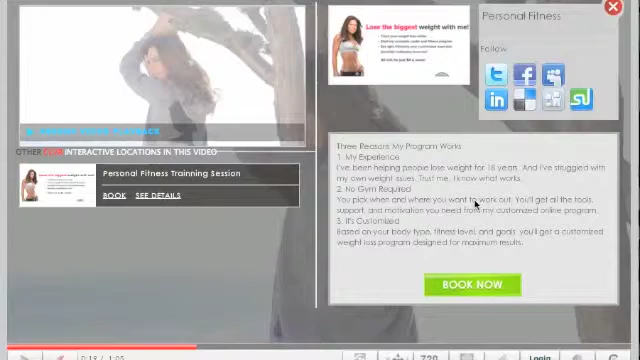 Personal Fitness
Lose the biggest weight with me!
Follow
OTHER INTERACTIVE LOCATIONS IN THIS VIDEO
Personal Fitness Trainning Session
BOOK SEE DETAILS
Three Reasons My Program Works
1. My Experience
I've been helping people lose weight for 18 years. And I've struggled with
my own weight issues. Trust me, I know what works.
2. No Gym Required
You pick when and where you want to work out. You'll get all the tools,
support, and motivation you need from my customized online program.
3. It's Customized
Based on your body type, fitness level, and goals, you'll get a customized
weight loss program designed for maximum results.
BOOK NOW
0:19 / 1:05
720
Login